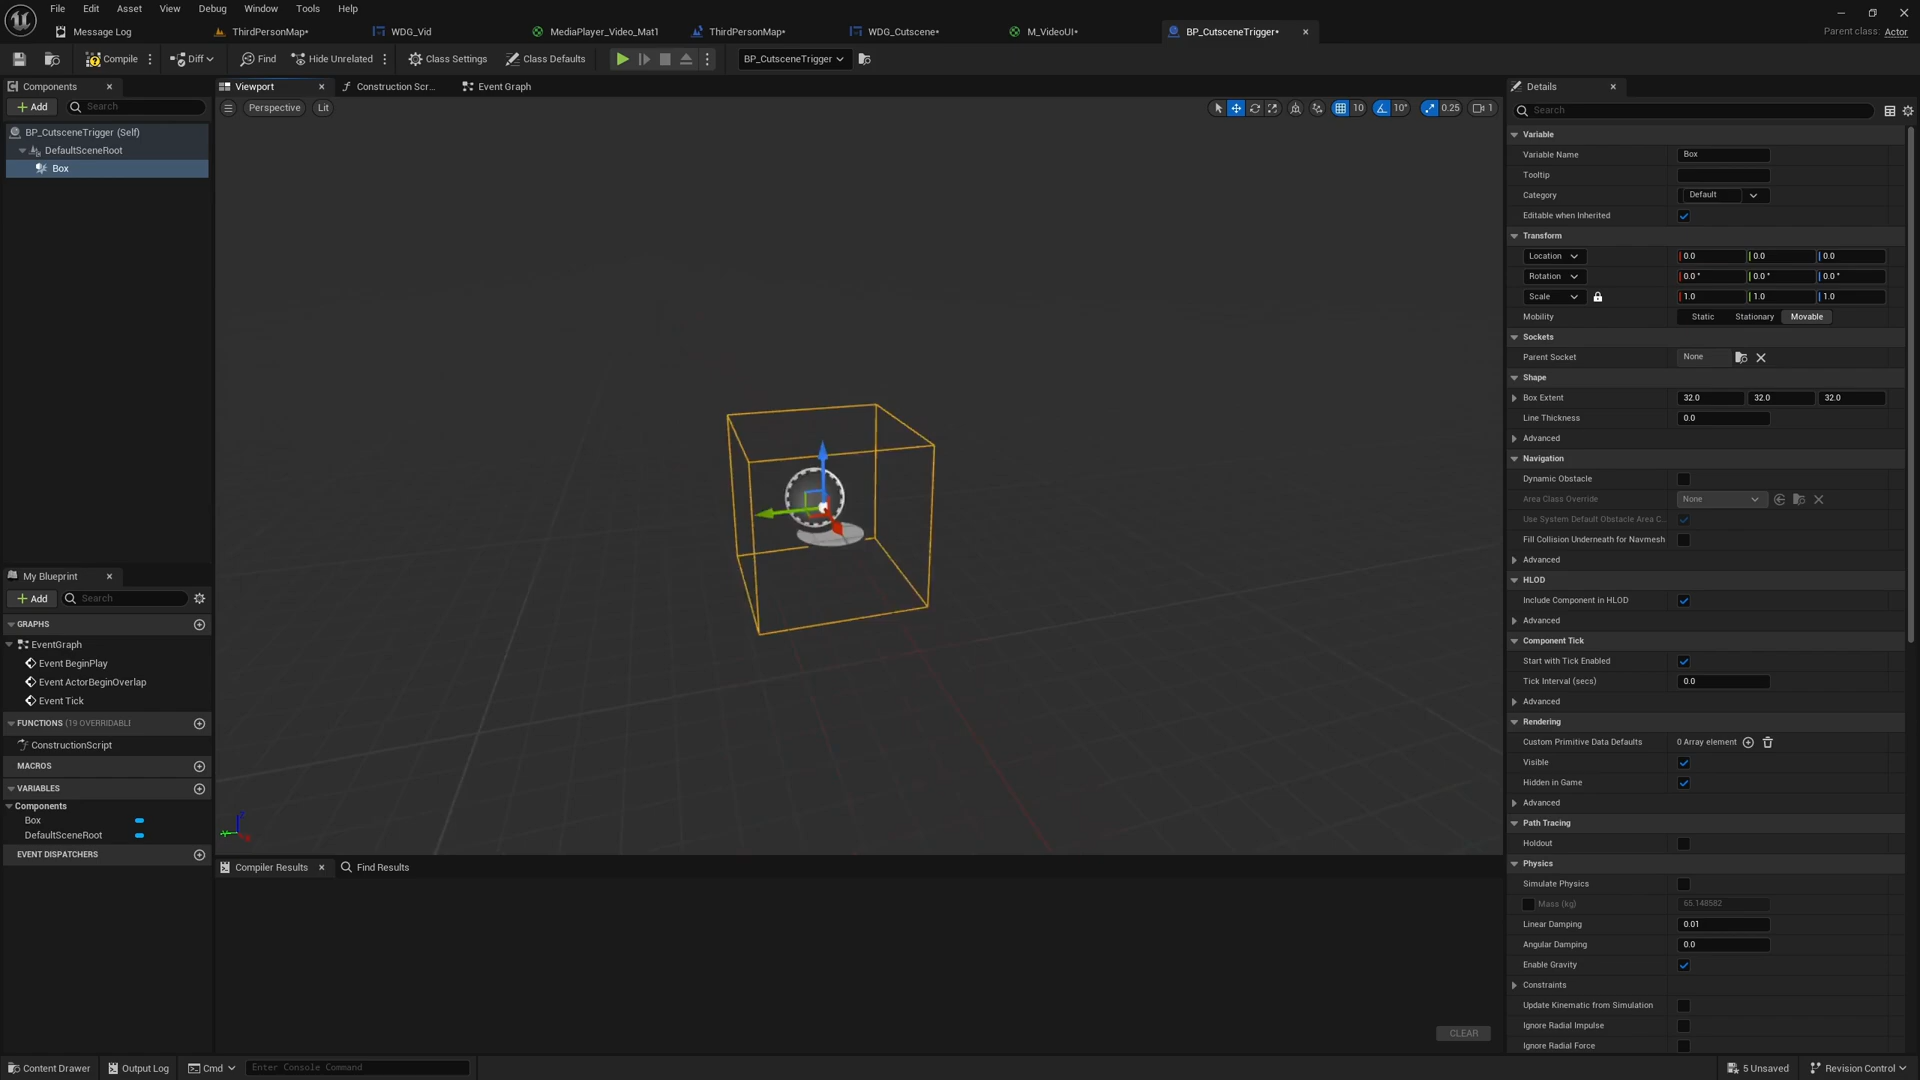 File Edit Asset View Debug Window Tools Help
Message Log ThirdPersonMap* WDG_Vid MediaPlayer_Video_Mat1 ThirdPersonMap* WDG_Cutscene* M_VideoUI* BP_CutsceneTrigger*
Parent class: Actor
Compile Diff Find Hide Unrelated Class Settings Class Defaults BP_CutsceneTrigger
Components
Add Search
BP_CutsceneTrigger (Self)
DefaultSceneRoot
Box
Viewport Construction Scr... Event Graph
Perspective Lit
10 10° 0.25 1
My Blueprint
Add Search
GRAPHS
EventGraph
Event BeginPlay
Event ActorBeginOverlap
Event Tick
FUNCTIONS (19 OVERRIDABLI
ConstructionScript
MACROS
VARIABLES
Components
Box
DefaultSceneRoot
EVENT DISPATCHERS
Compiler Results Find Results
CLEAR
Details
Search
Variable
Variable Name Box
Tooltip
Category Default
Editable when Inherited
Transform
Location 0.0 0.0 0.0
Rotation 0.0 ° 0.0 ° 0.0 °
Scale 1.0 1.0 1.0
Mobility Static Stationary Movable
Sockets
Parent Socket None
Shape
Box Extent 32.0 32.0 32.0
Line Thickness 0.0
Advanced
Navigation
Dynamic Obstacle
Area Class Override None
Use System Default Obstacle Area C...
Fill Collision Underneath for Navmesh
Advanced
HLOD
Include Component in HLOD
Advanced
Component Tick
Start with Tick Enabled
Tick Interval (secs) 0.0
Advanced
Rendering
Custom Primitive Data Defaults 0 Array element
Visible
Hidden in Game
Advanced
Path Tracing
Holdout
Physics
Simulate Physics
Mass (kg) 65.148582
Linear Damping 0.01
Angular Damping 0.0
Enable Gravity
Constraints
Update Kinematic from Simulation
Ignore Radial Impulse
Ignore Radial Force
Content Drawer Output Log Cmd Enter Console Command 5 Unsaved Revision Control